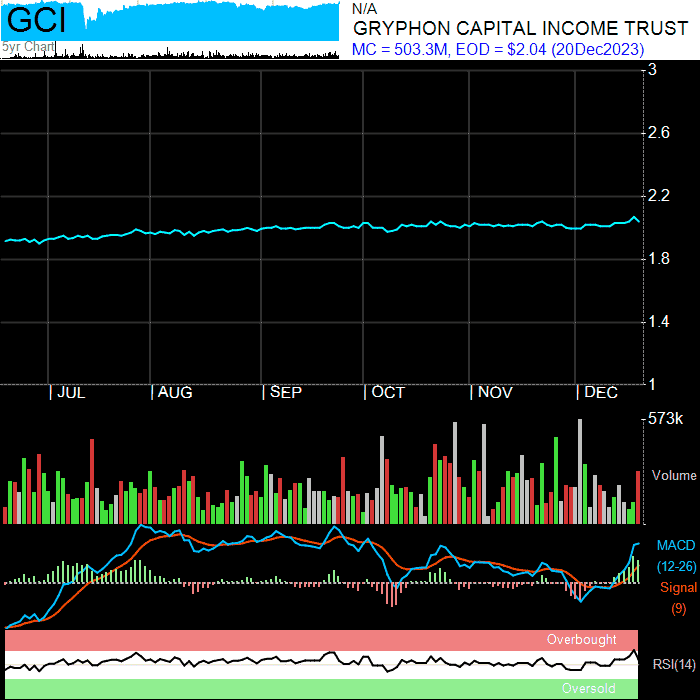 GCI
5yr Chart
N/A
GRYPHON CAPITAL INCOME TRUST
MC = 503.3M, EOD = $2.04 (20Dec2023)
3
2.6
2.2
1.8
1.4
1
JUL AUG SEP OCT NOV DEC
573k
Volume
MACD
(12-26)
Signal
(9)
Overbought
RSI(14)
Oversold